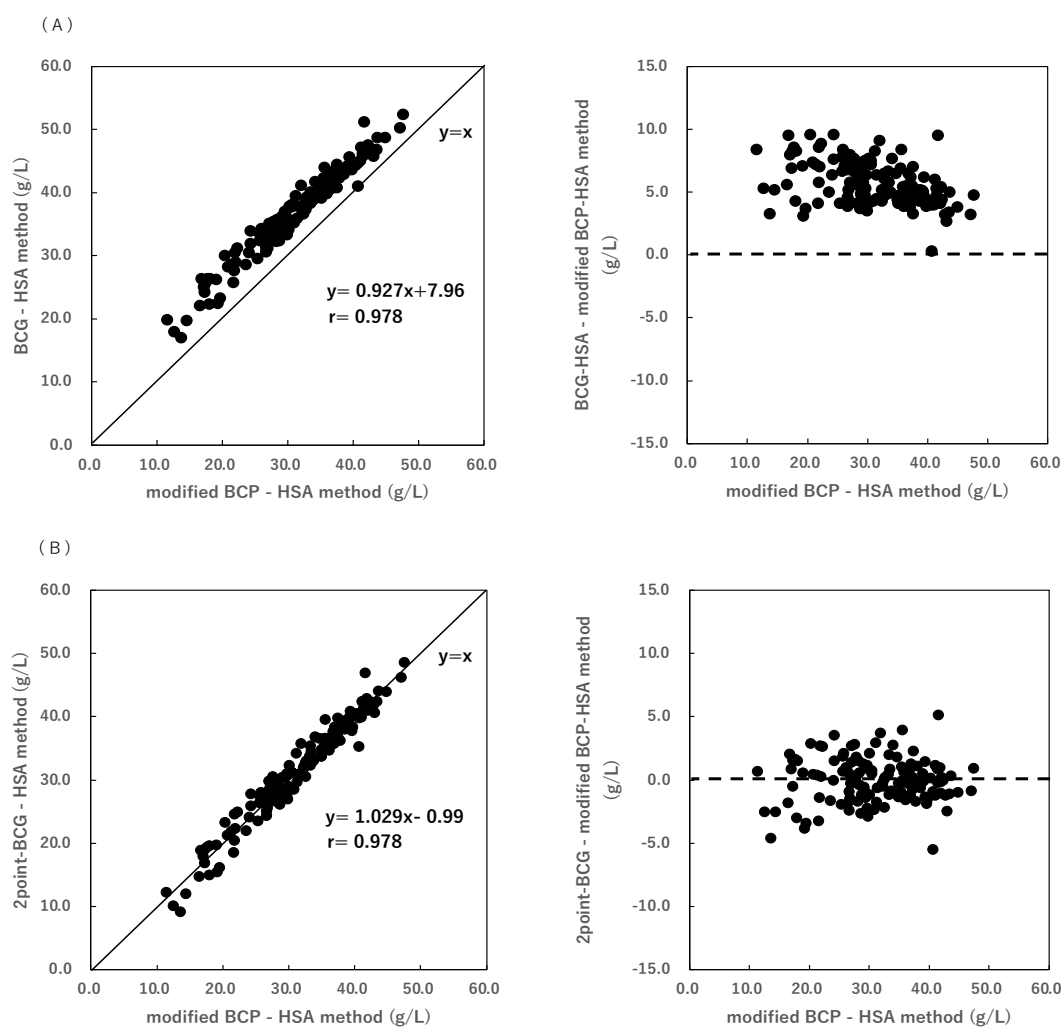 （A）
60.0
50.0
40.0
30.0
20.0
10.0
0.0
BCG - HSA method (g/L)
y=x
y= 0.927x+7.96
r= 0.978
0.0 10.0 20.0 30.0 40.0 50.0 60.0
modified BCP - HSA method (g/L)
15.0
10.0
5.0
0.0
-5.0
-10.0
-15.0
BCG-HSA - modified BCP-HSA method
(g/L)
0.0 10.0 20.0 30.0 40.0 50.0 60.0
modified BCP - HSA method (g/L)
（B）
60.0
50.0
40.0
30.0
20.0
10.0
0.0
2point-BCG - HSA method (g/L)
y=x
y= 1.029x- 0.99
r= 0.978
0.0 10.0 20.0 30.0 40.0 50.0 60.0
modified BCP - HSA method (g/L)
15.0
10.0
5.0
0.0
-5.0
-10.0
-15.0
2point-BCG - modified BCP-HSA method
(g/L)
0.0 10.0 20.0 30.0 40.0 50.0 60.0
modified BCP - HSA method (g/L)